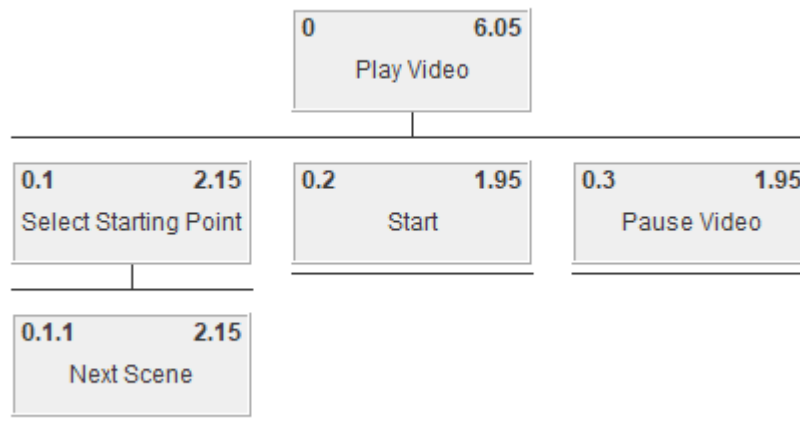 0 6.05
Play Video
0.1 2.15
Select Starting Point
0.2 1.95
Start
0.3 1.95
Pause Video
0.1.1 2.15
Next Scene